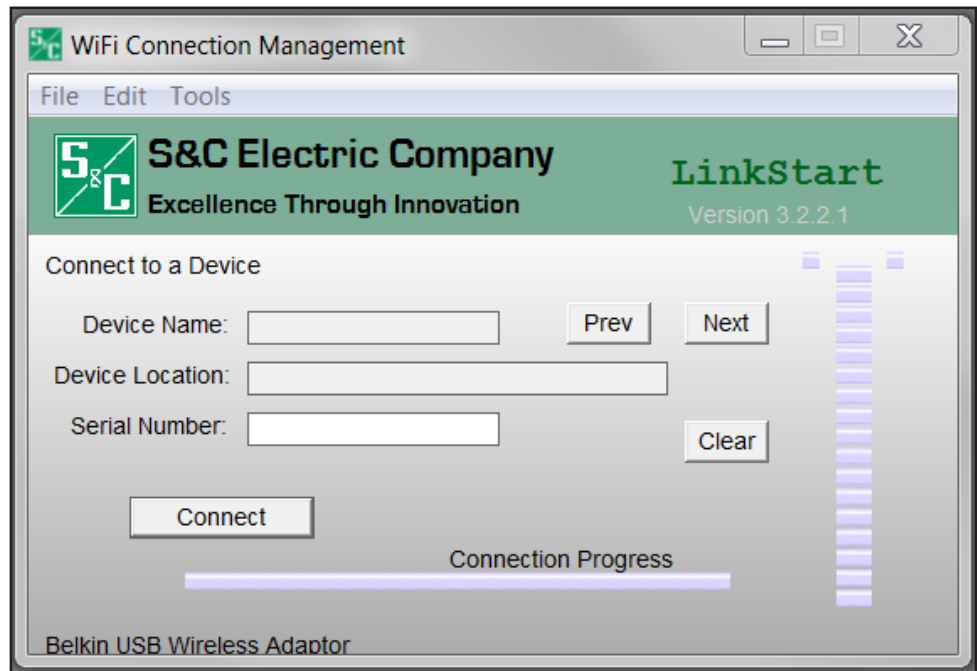 S&C WiFi Connection Management
File Edit Tools
S&C S&C Electric Company
Excellence Through Innovation
LinkStart
Version 3.2.2.1
Connect to a Device
Device Name: Prev Next
Device Location:
Serial Number:
Clear
Connect
Connection Progress
Belkin USB Wireless Adaptor